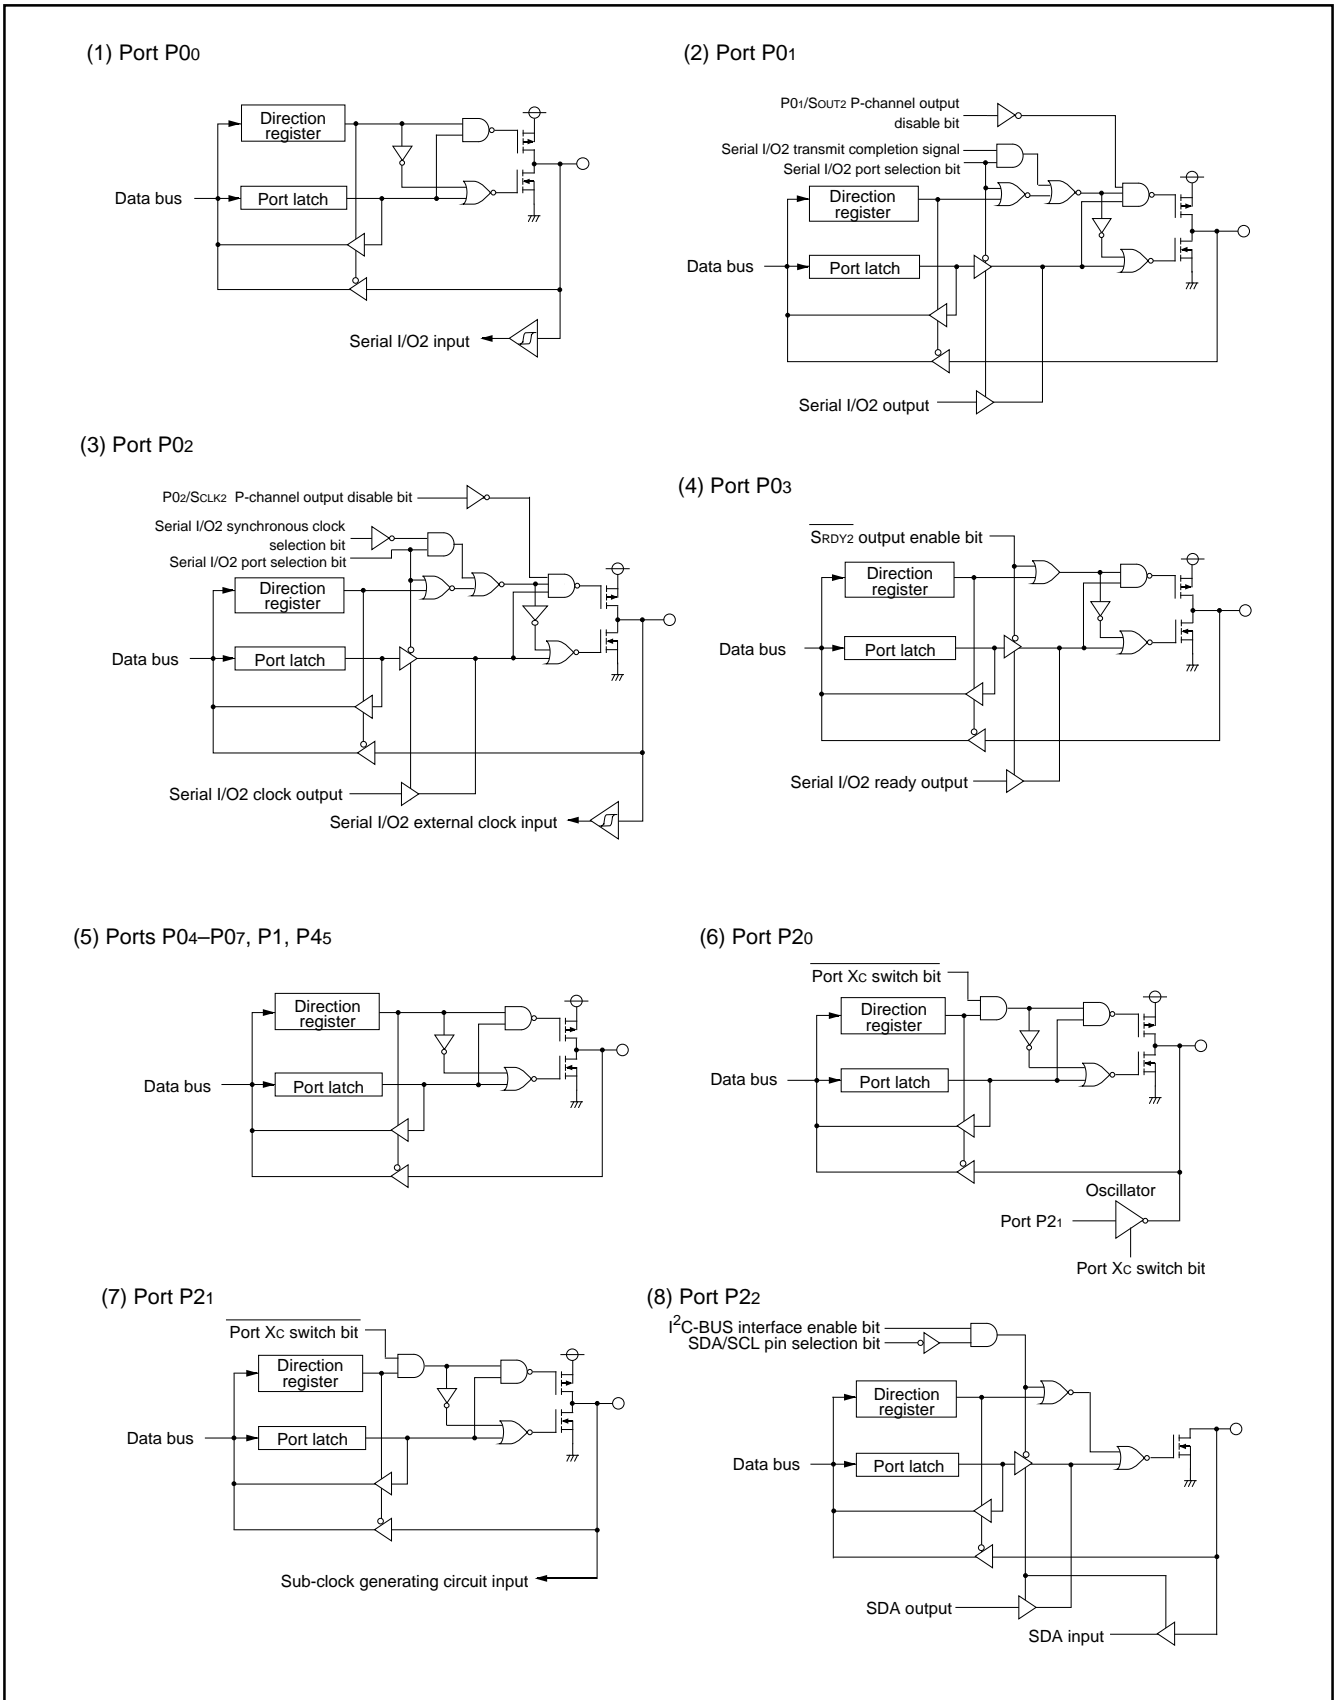 (1) Port P00
Direction
register
Data bus
Port latch
Serial I/O2 input
(2) Port P01
P01/SOUT2 P-channel output
disable bit
Serial I/O2 transmit completion signal
Serial I/O2 port selection bit
Direction
register
Data bus
Port latch
Serial I/O2 output
(3) Port P02
P02/SCLK2 P-channel output disable bit
Serial I/O2 synchronous clock
selection bit
Serial I/O2 port selection bit
Direction
register
Data bus
Port latch
Serial I/O2 clock output
Serial I/O2 external clock input
(4) Port P03
SRDY2 output enable bit
Direction
register
Data bus
Port latch
Serial I/O2 ready output
(5) Ports P04–P07, P1, P45
Direction
register
Data bus
Port latch
(6) Port P20
Port XC switch bit
Direction
register
Data bus
Port latch
Oscillator
Port P21
Port XC switch bit
(7) Port P21
Port XC switch bit
Direction
register
Data bus
Port latch
Sub-clock generating circuit input
(8) Port P22
I2C-BUS interface enable bit
SDA/SCL pin selection bit
Direction
register
Data bus
Port latch
SDA output
SDA input